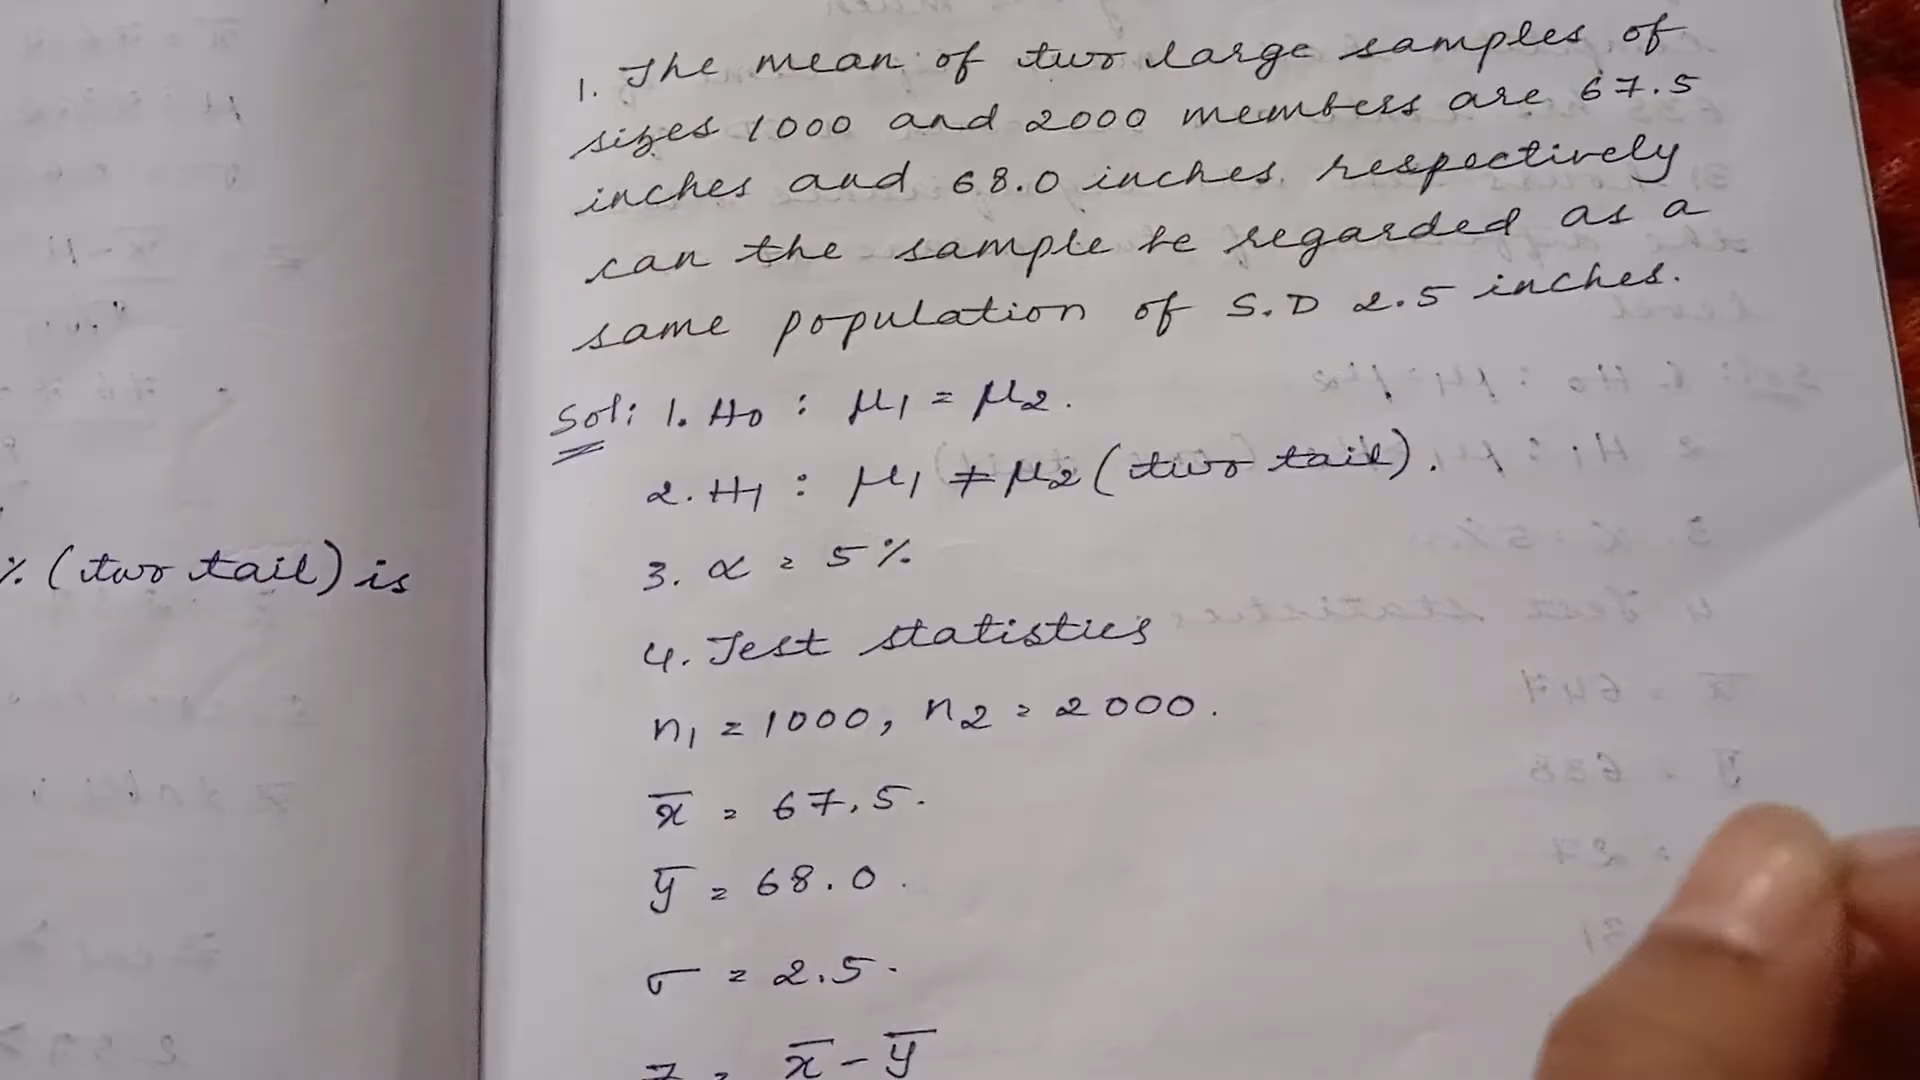 % (two tail) is
1. The mean of two large samples of
sizes 1000 and 2000 members are 67.5
inches and 68.0 inches. respectively
can the sample be regarded as a
same population of S.D 2.5 inches.
Sol: 1. H0 : μ1 = μ2.
2. H1 : μ1 ≠ μ2 (two tail).
3. α = 5%
4. Test statistics
n1 = 1000, n2 = 2000.
x̄ = 67.5.
ȳ = 68.0.
σ = 2.5.
x̄ - ȳ